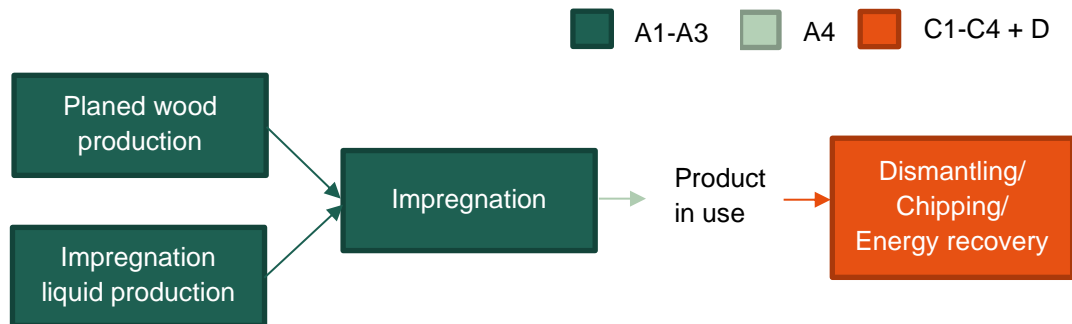 A1-A3
A4
C1-C4 + D
Planed wood
production
Impregnation
liquid production
Impregnation
Product
in use
Dismantling/
Chipping/
Energy recovery